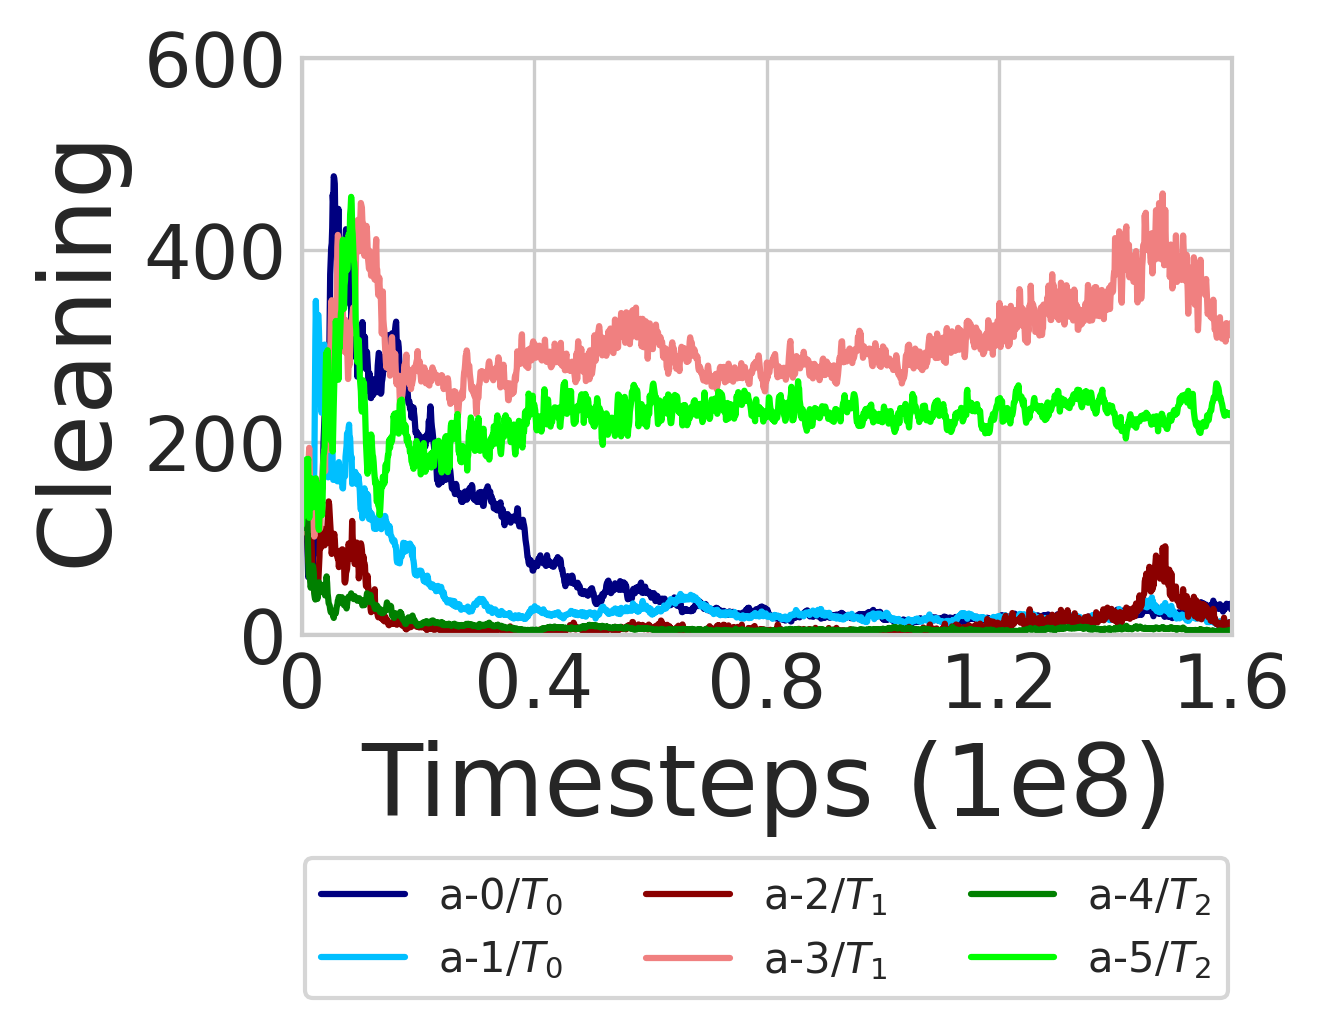 Cleaning
600
400
200
0
0 0.4 0.8 1.2 1.6
Timesteps (1e8)
a-0/T₀ a-2/T₁ a-4/T₂
a-1/T₀ a-3/T₁ a-5/T₂